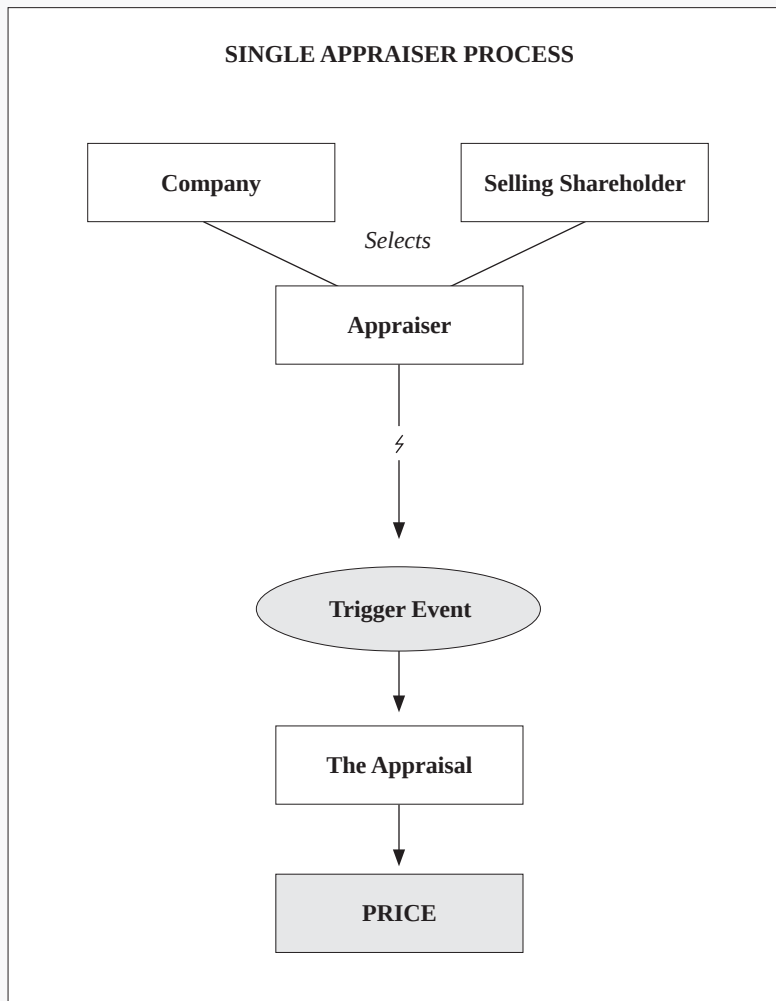 SINGLE APPRAISER PROCESS
Company
Selling Shareholder
Selects
Appraiser
Trigger Event
The Appraisal
PRICE